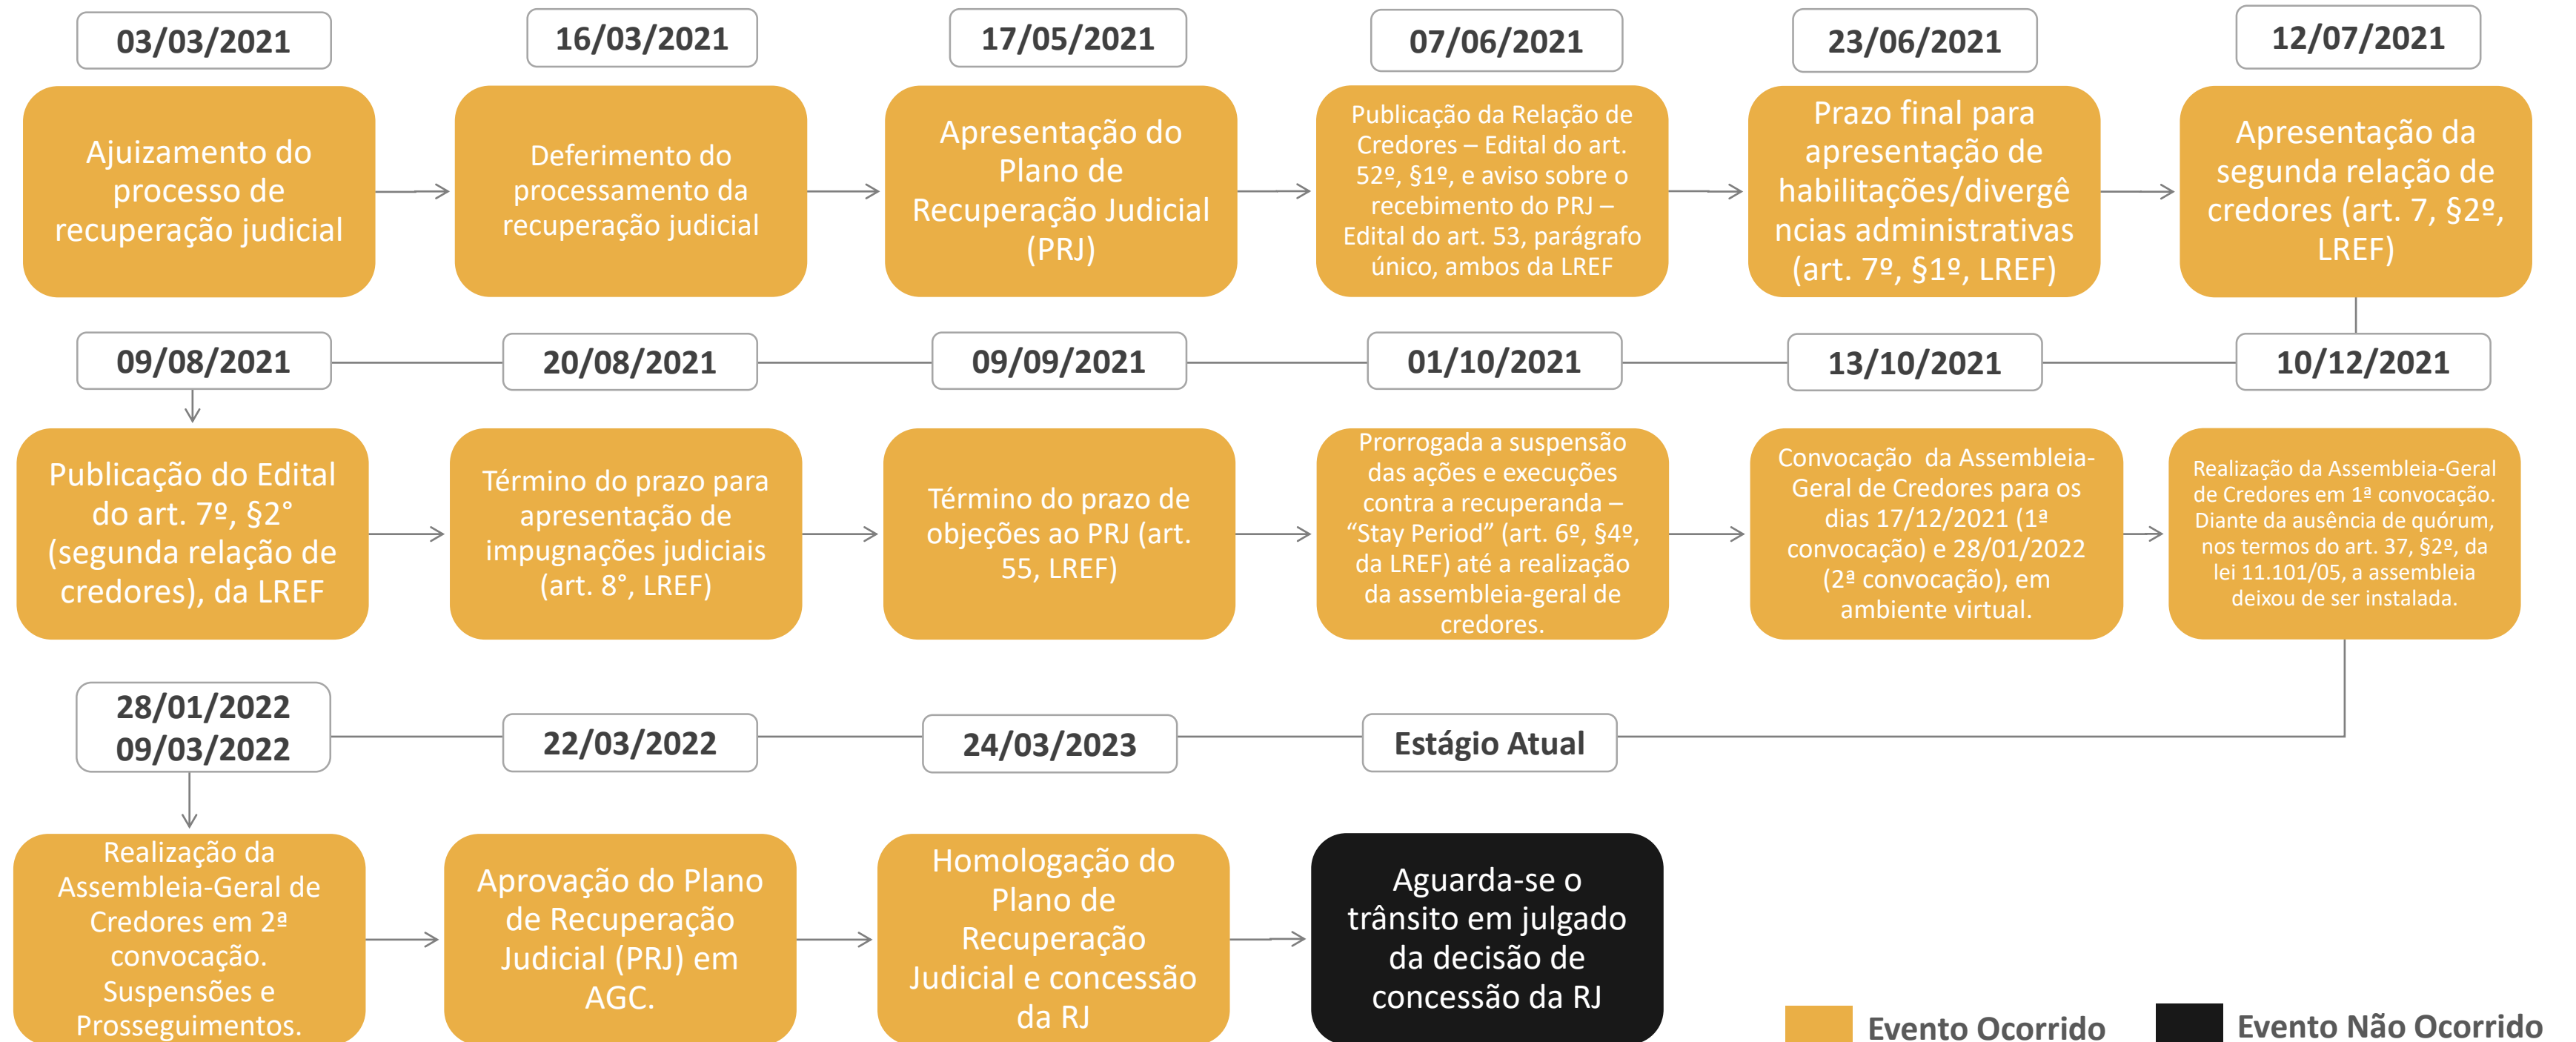 03/03/2021
16/03/2021
17/05/2021
07/06/2021
23/06/2021
12/07/2021
Ajuizamento do
processo de
recuperação judicial
Deferimento do
processamento da
recuperação judicial
Apresentação do
Plano de
Recuperação Judicial
(PRJ)
Publicação da Relação de
Credores – Edital do art.
52º, §1º, e aviso sobre o
recebimento do PRJ –
Edital do art. 53, parágrafo
único, ambos da LREF
Prazo final para
apresentação de
habilitações/divergê
ncias administrativas
(art. 7º, §1º, LREF)
Apresentação da
segunda relação de
credores (art. 7, §2º,
LREF)
09/08/2021
20/08/2021
09/09/2021
01/10/2021
13/10/2021
10/12/2021
Publicação do Edital
do art. 7º, §2°
(segunda relação de
credores), da LREF
Término do prazo para
apresentação de
impugnações judiciais
(art. 8°, LREF)
Término do prazo de
objeções ao PRJ (art.
55, LREF)
Prorrogada a suspensão
das ações e execuções
contra a recuperanda –
“Stay Period” (art. 6º, §4º,
da LREF) até a realização
da assembleia-geral de
credores.
Convocação da Assembleia-
Geral de Credores para os
dias 17/12/2021 (1ª
convocação) e 28/01/2022
(2ª convocação), em
ambiente virtual.
Realização da Assembleia-Geral
de Credores em 1ª convocação.
Diante da ausência de quórum,
nos termos do art. 37, §2º, da
lei 11.101/05, a assembleia
deixou de ser instalada.
28/01/2022
09/03/2022
22/03/2022
24/03/2023
Estágio Atual
Realização da
Assembleia-Geral de
Credores em 2ª
convocação.
Suspensões e
Prosseguimentos.
Aprovação do Plano
de Recuperação
Judicial (PRJ) em
AGC.
Homologação do
Plano de
Recuperação
Judicial e concessão
da RJ
Aguarda-se o
trânsito em julgado
da decisão de
concessão da RJ
Evento Ocorrido
Evento Não Ocorrido